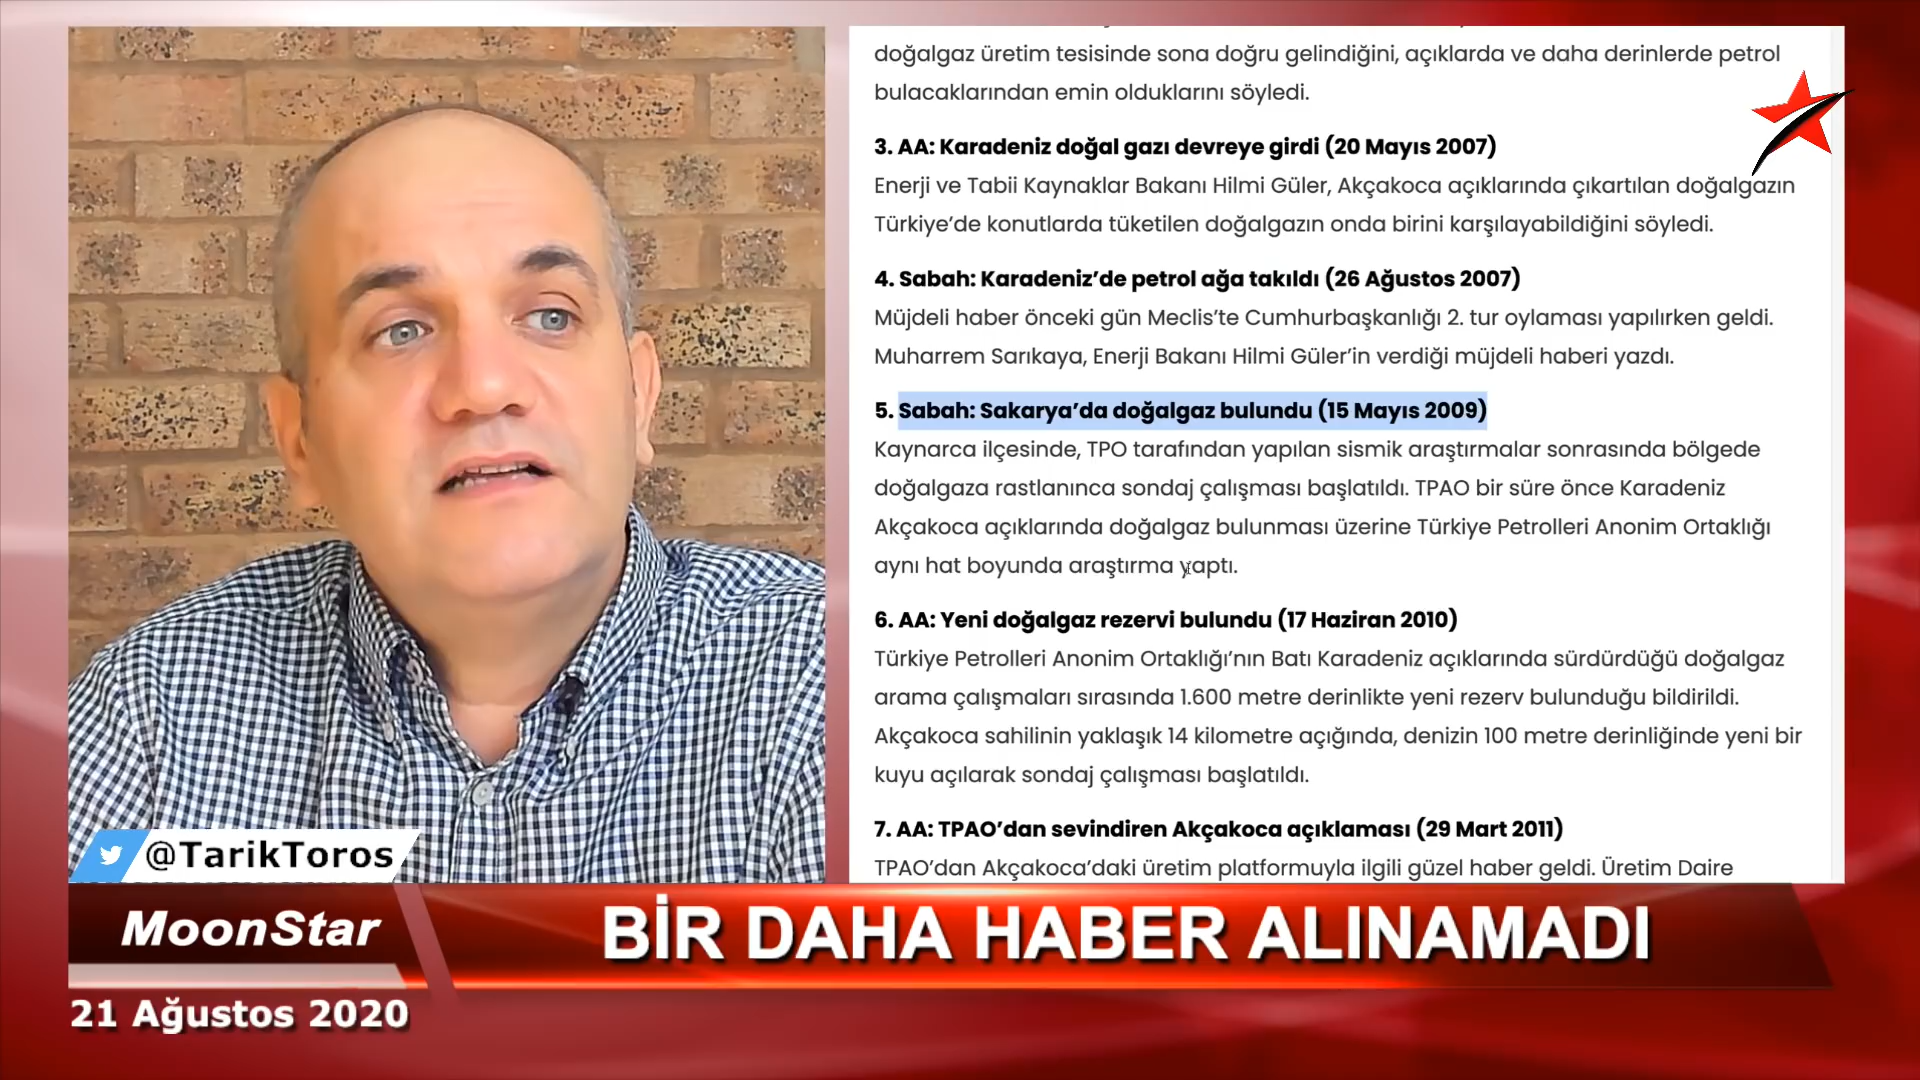 doğalgaz üretim tesisinde sona doğru gelindiğini, açıklarda ve daha derinlerde petrol
bulacaklarından emin olduklarını söyledi.
3. AA: Karadeniz doğal gazı devreye girdi (20 Mayıs 2007)
Enerji ve Tabii Kaynaklar Bakanı Hilmi Güler, Akçakoca açıklarında çıkartılan doğalgazın
Türkiye’de konutlarda tüketilen doğalgazın onda birini karşılayabildiğini söyledi.
4. Sabah: Karadeniz’de petrol ağa takıldı (26 Ağustos 2007)
Müjdeli haber önceki gün Meclis’te Cumhurbaşkanlığı 2. tur oylaması yapılırken geldi.
Muharrem Sarıkaya, Enerji Bakanı Hilmi Güler’in verdiği müjdeli haberi yazdı.
5. Sabah: Sakarya’da doğalgaz bulundu (15 Mayıs 2009)
Kaynarca ilçesinde, TPO tarafından yapılan sismik araştırmalar sonrasında bölgede
doğalgaza rastlanınca sondaj çalışması başlatıldı. TPAO bir süre önce Karadeniz
Akçakoca açıklarında doğalgaz bulunması üzerine Türkiye Petrolleri Anonim Ortaklığı
aynı hat boyunda araştırma yaptı.
6. AA: Yeni doğalgaz rezervi bulundu (17 Haziran 2010)
Türkiye Petrolleri Anonim Ortaklığı’nın Batı Karadeniz açıklarında sürdürdüğü doğalgaz
arama çalışmaları sırasında 1.600 metre derinlikte yeni rezerv bulunduğu bildirildi.
Akçakoca sahilinin yaklaşık 14 kilometre açığında, denizin 100 metre derinliğinde yeni bir
kuyu açılarak sondaj çalışması başlatıldı.
7. AA: TPAO’dan sevindiren Akçakoca açıklaması (29 Mart 2011)
TPAO’dan Akçakoca’daki üretim platformuyla ilgili güzel haber geldi. Üretim Daire
@TarikToros
MoonStar
BİR DAHA HABER ALINAMADI
21 Ağustos 2020